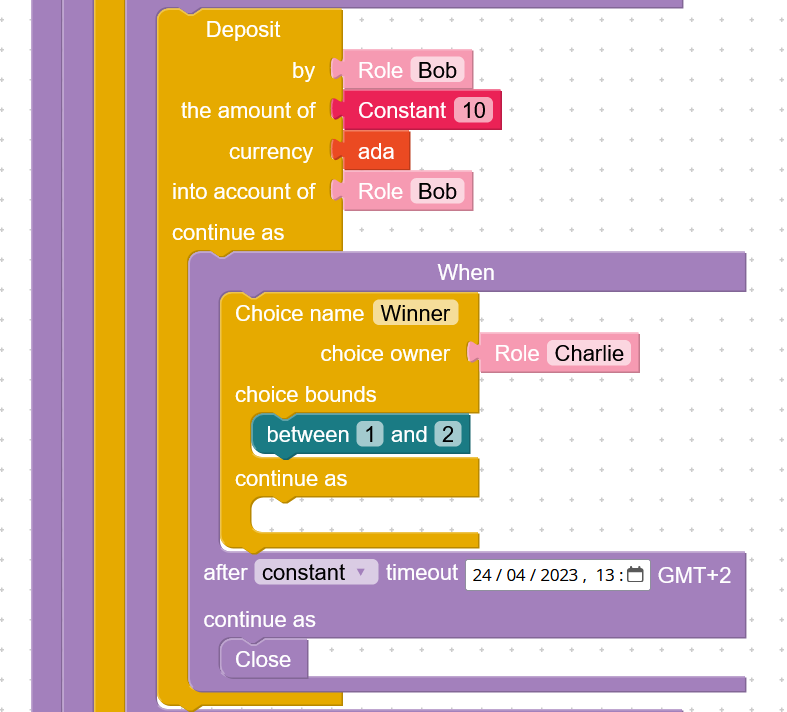 Deposit
by Role Bob
the amount of Constant 10
currency ada
into account of Role Bob
continue as
When
Choice name Winner
choice owner Role Charlie
choice bounds
between 1 and 2
continue as
after constant timeout 24 / 04 / 2023 , 13 : GMT+2
continue as
Close